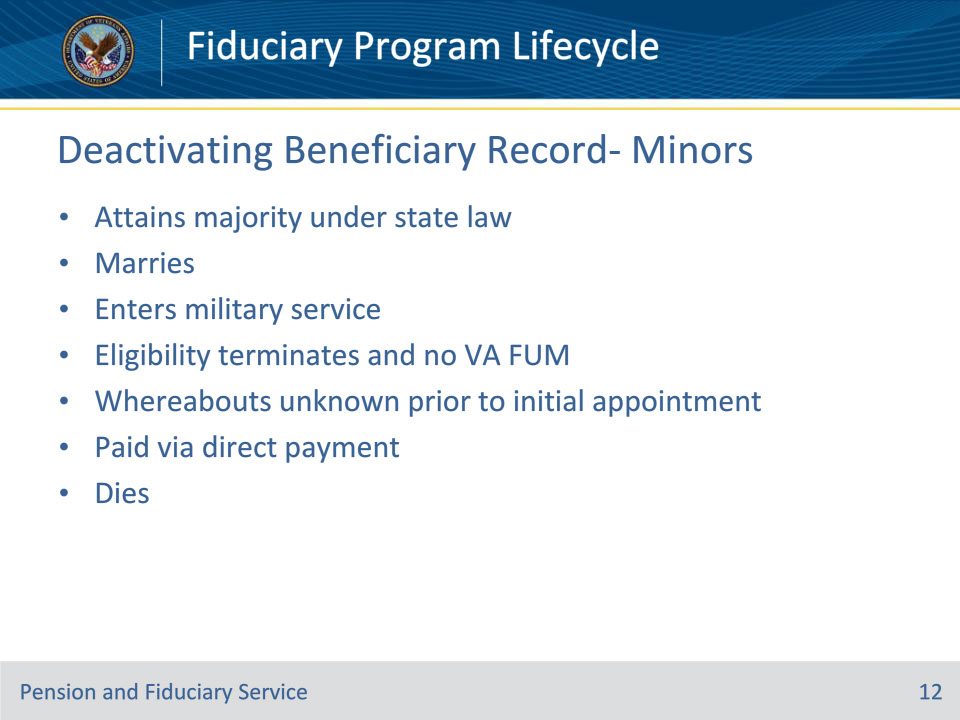 Fiduciary Program Lifecycle
Deactivating Beneficiary Record- Minors
• Attains majority under state law
• Marries
• Enters military service
• Eligibility terminates and no VA FUM
• Whereabouts unknown prior to initial appointment
• Paid via direct payment
• Dies
Pension and Fiduciary Service
12